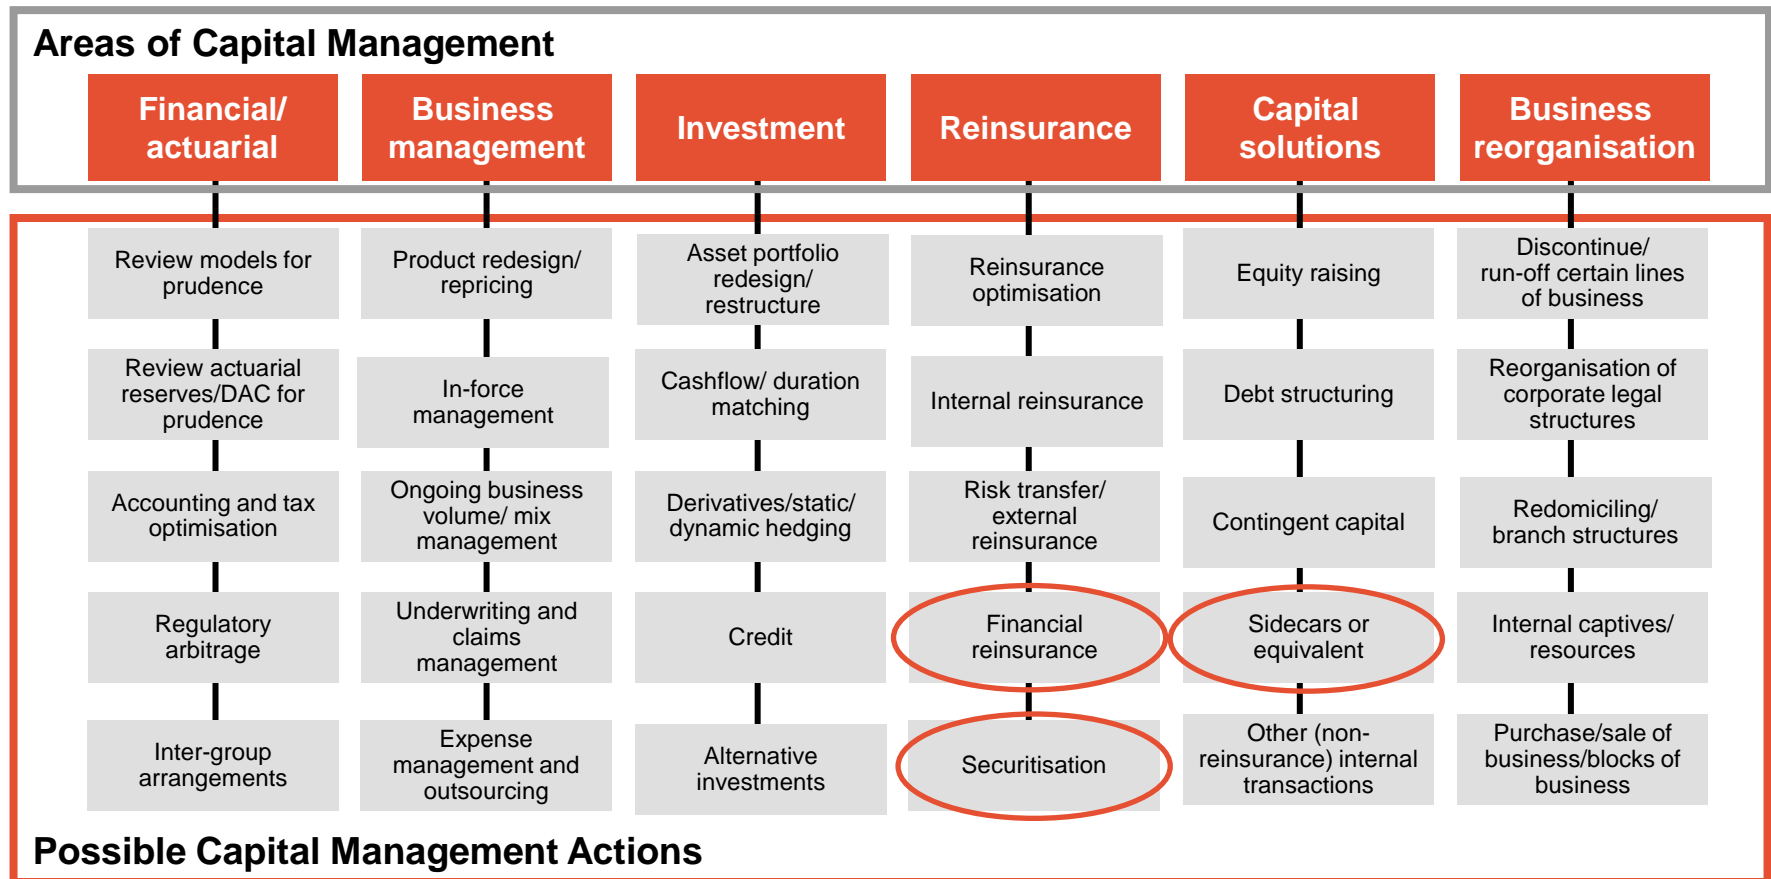 Areas of Capital Management
Financial/
actuarial
Business
management
Investment
Reinsurance
Capital
solutions
Business
reorganisation
Review models for
prudence
Product redesign/
repricing
Asset portfolio
redesign/
restructure
Reinsurance
optimisation
Equity raising
Discontinue/
run-off certain lines
of business
Review actuarial
reserves/DAC for
prudence
In-force
management
Cashflow/ duration
matching
Internal reinsurance
Debt structuring
Reorganisation of
corporate legal
structures
Accounting and tax
optimisation
Ongoing business
volume/ mix
management
Derivatives/static/
dynamic hedging
Risk transfer/
external
reinsurance
Contingent capital
Redomiciling/
branch structures
Regulatory
arbitrage
Underwriting and
claims
management
Credit
Financial
reinsurance
Sidecars or
equivalent
Internal captives/
resources
Inter-group
arrangements
Expense
management and
outsourcing
Alternative
investments
Securitisation
Other (non-
reinsurance) internal
transactions
Purchase/sale of
business/blocks of
business
Possible Capital Management Actions